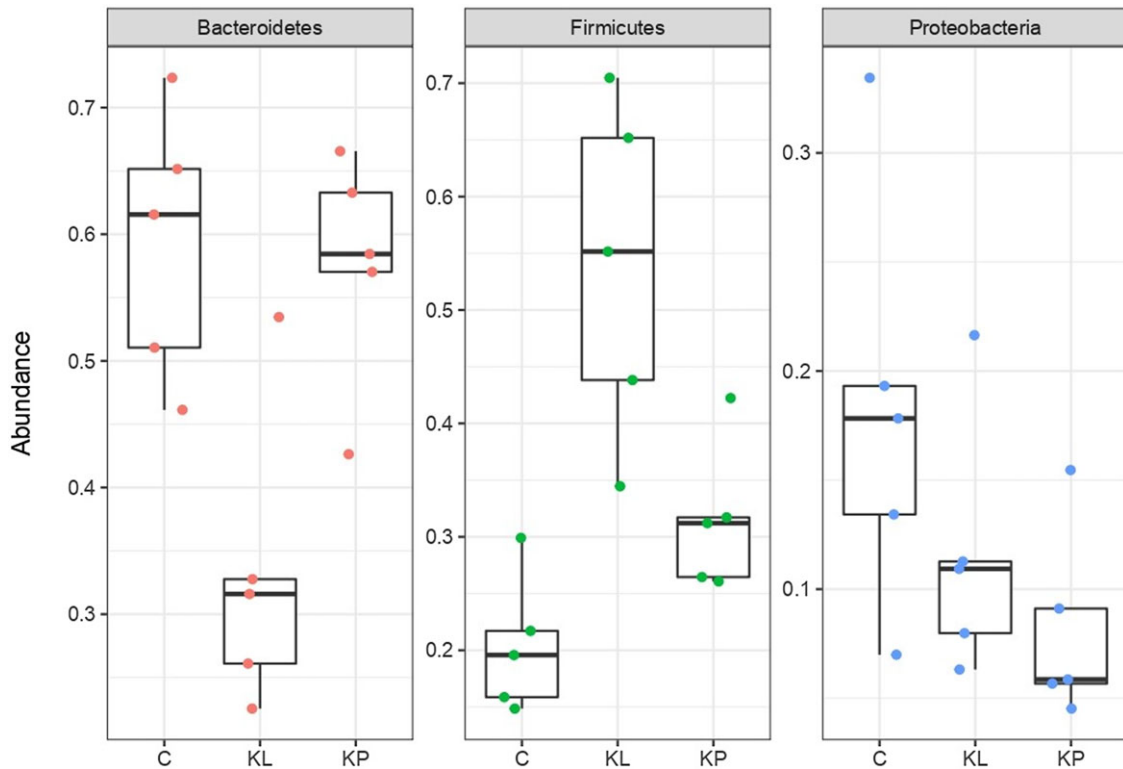 Bacteroidetes
Firmicutes
Proteobacteria
Abundance
0.7
0.6
0.5
0.4
0.3
C
KL
KP
0.7
0.6
0.5
0.4
0.3
0.2
C
KL
KP
0.3
0.2
0.1
C
KL
KP